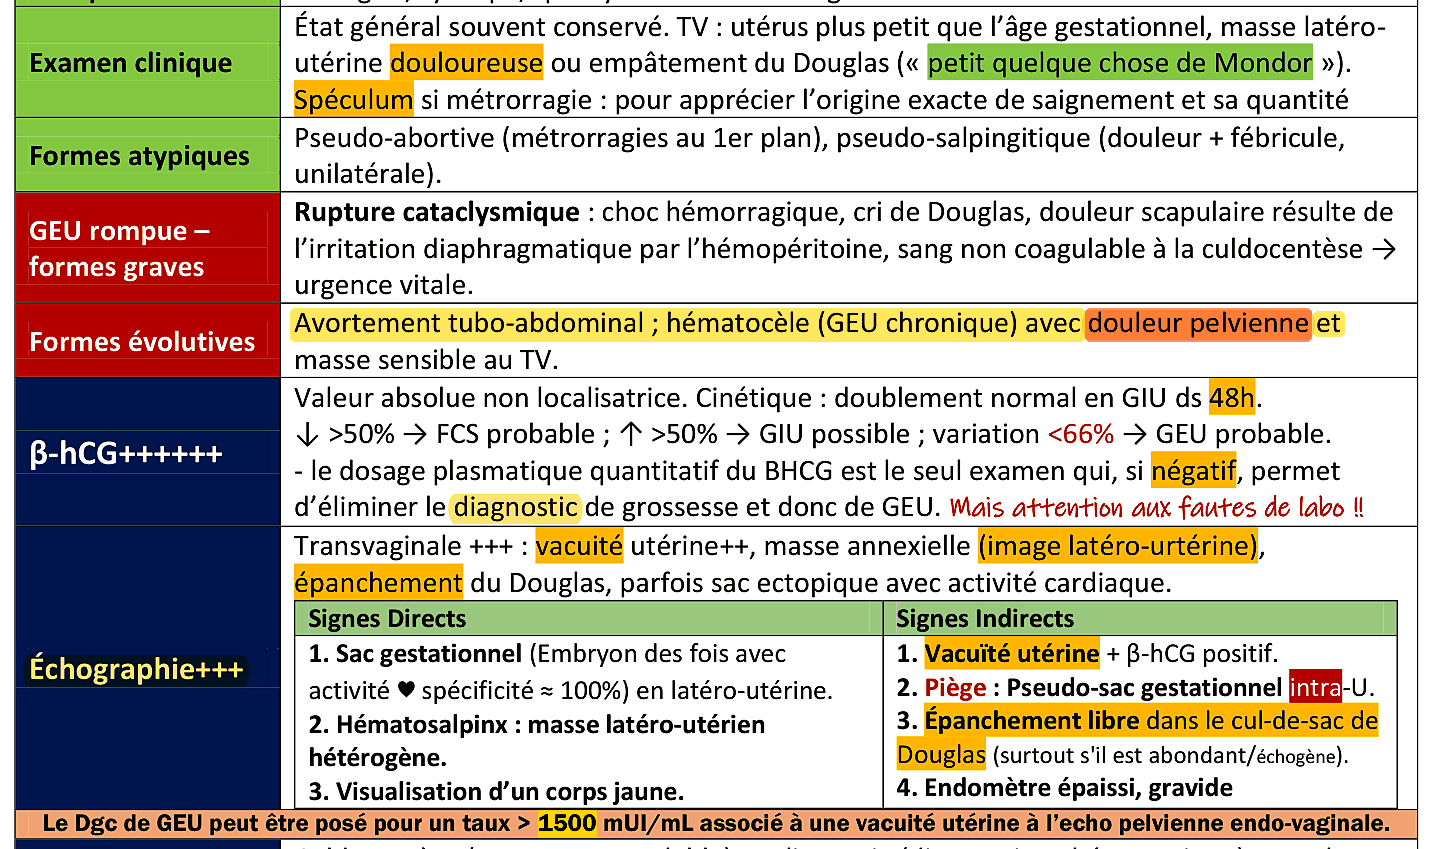 Examen clinique
État général souvent conservé. TV : utérus plus petit que l’âge gestationnel, masse latéro-
utérine douloureuse ou empâtement du Douglas (« petit quelque chose de Mondor »).
Spéculum si métrorragie : pour apprécier l’origine exacte de saignement et sa quantité
Formes atypiques
Pseudo-abortive (métrorragies au 1er plan), pseudo-salpingitique (douleur + fébricule,
unilatérale).
GEU rompue –
formes graves
Rupture cataclysmique : choc hémorragique, cri de Douglas, douleur scapulaire résulte de
l’irritation diaphragmatique par l’hémopéritoine, sang non coagulable à la culdocentèse →
urgence vitale.
Formes évolutives
Avortement tubo-abdominal ; hématocèle (GEU chronique) avec douleur pelvienne et
masse sensible au TV.
β-hCG++++++
Valeur absolue non localisatrice. Cinétique : doublement normal en GIU ds 48h.
↓ >50% → FCS probable ; ↑ >50% → GIU possible ; variation <66% → GEU probable.
- le dosage plasmatique quantitatif du BHCG est le seul examen qui, si négatif, permet
d’éliminer le diagnostic de grossesse et donc de GEU. Mais attention aux fautes de labo !!
Échographie+++
Transvaginale +++ : vacuité utérine++, masse annexielle (image latéro-urtérine),
épanchement du Douglas, parfois sac ectopique avec activité cardiaque.
Signes Directs
1. Sac gestationnel (Embryon des fois avec
activité ♥ spécificité ≈ 100%) en latéro-utérine.
2. Hématosalpinx : masse latéro-utérien
hétérogène.
3. Visualisation d’un corps jaune.
Signes Indirects
1. Vacuïté utérine + β-hCG positif.
2. Piège : Pseudo-sac gestationnel intra-U.
3. Épanchement libre dans le cul-de-sac de
Douglas (surtout s'il est abondant/échogène).
4. Endomètre épaissi, gravide
Le Dgc de GEU peut être posé pour un taux > 1500 mUI/mL associé à une vacuité utérine à l’echo pelvienne endo-vaginale.